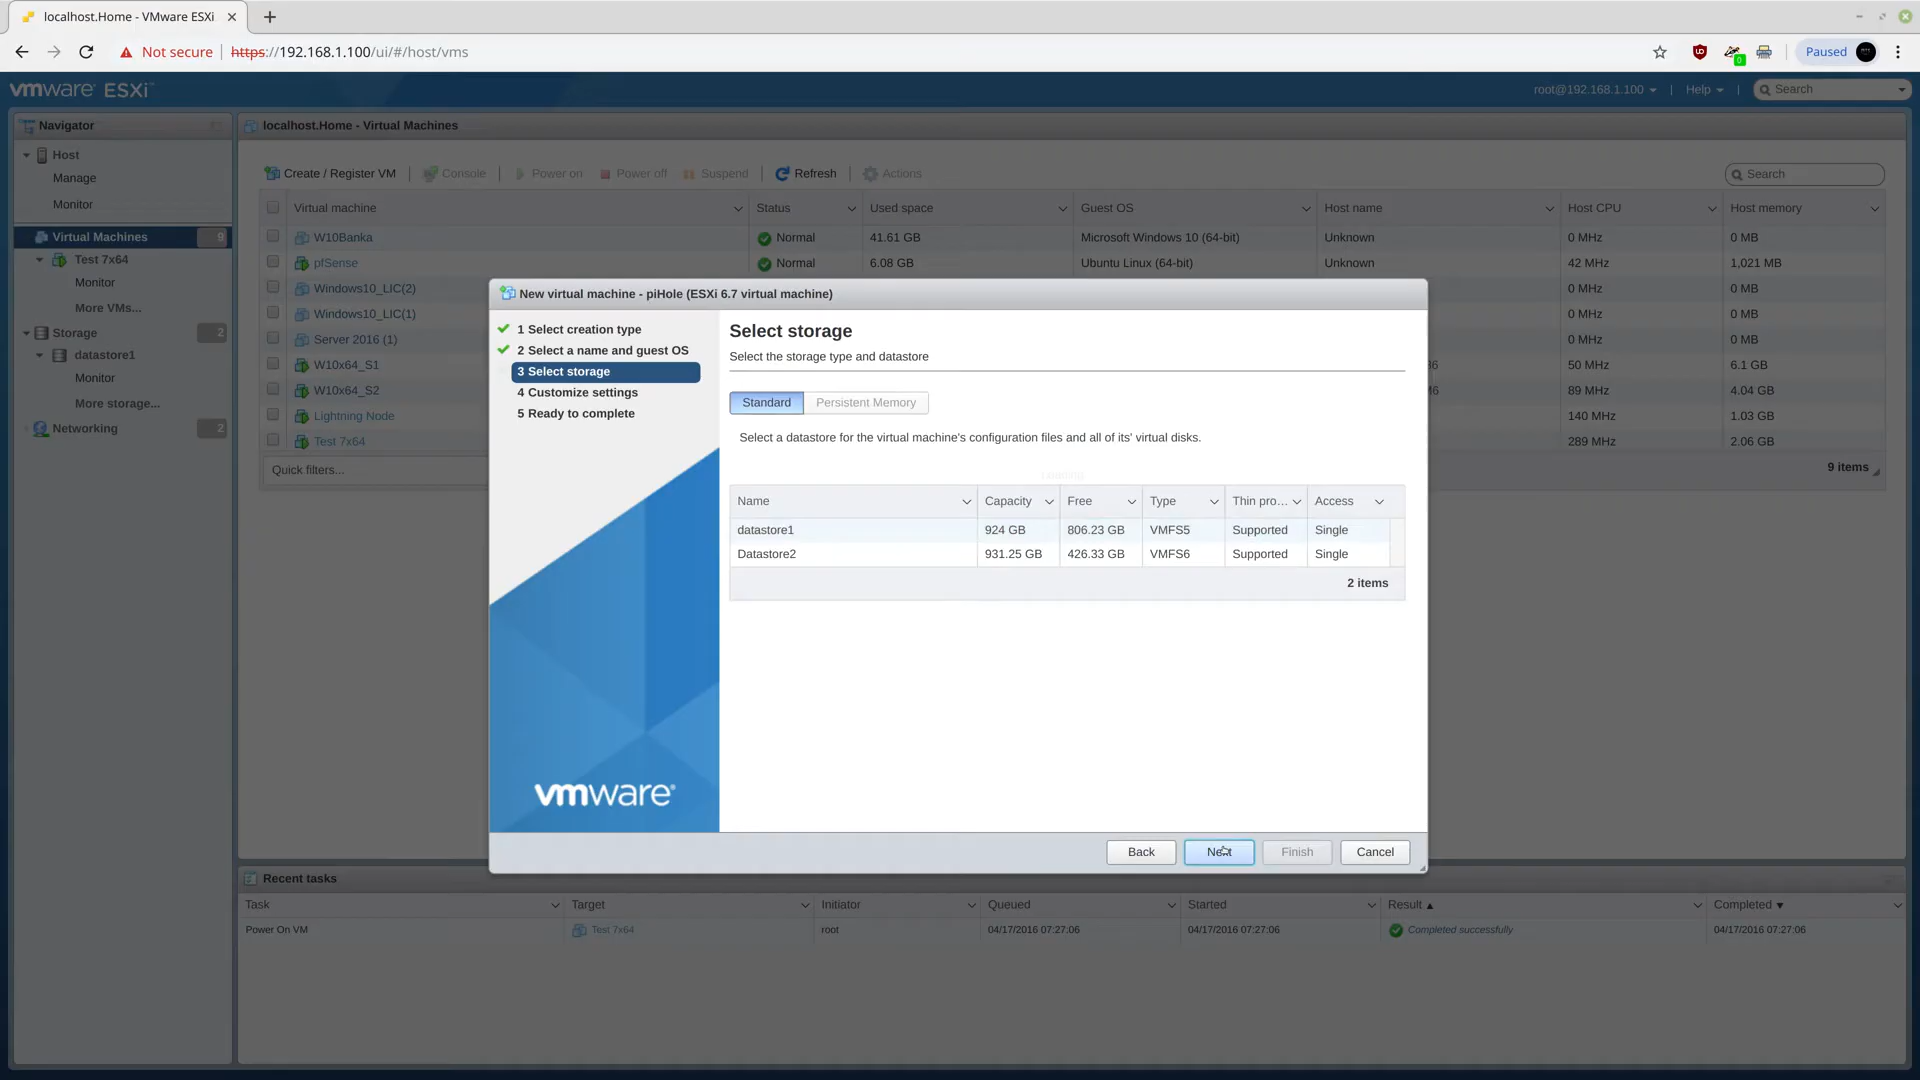 localhost.Home - VMware ESXi
Not secure | https://192.168.1.100/ui/#/host/vms
Paused
0
vmware ESXi
root@192.168.1.100 | Help | Search
Navigator
Host
Manage
Monitor
Virtual Machines 9
Test 7x64
Monitor
More VMs...
Storage 2
datastore1
Monitor
More storage...
Networking 2
localhost.Home - Virtual Machines
Create / Register VM | Console | Power on Power off Suspend | Refresh | Actions
Search
Virtual machine Status Used space Guest OS Host name Host CPU Host memory
W10Banka Normal 41.61 GB Microsoft Windows 10 (64-bit) Unknown 0 MHz 0 MB
pfSense Normal 6.08 GB Ubuntu Linux (64-bit) Unknown 42 MHz 1,021 MB
Windows10_LIC(2) 0 MHz 0 MB
Windows10_LIC(1) 0 MHz 0 MB
Server 2016 (1) 0 MHz 0 MB
W10x64_S1 50 MHz 6.1 GB
W10x64_S2 89 MHz 4.04 GB
Lightning Node 140 MHz 1.03 GB
Test 7x64 289 MHz 2.06 GB
Quick filters...
9 items
New virtual machine - piHole (ESXi 6.7 virtual machine)
1 Select creation type
2 Select a name and guest OS
3 Select storage
4 Customize settings
5 Ready to complete
vmware
Select storage
Select the storage type and datastore
Standard Persistent Memory
Select a datastore for the virtual machine's configuration files and all of its' virtual disks.
Loading
Name Capacity Free Type Thin pro... Access
datastore1 924 GB 806.23 GB VMFS5 Supported Single
Datastore2 931.25 GB 426.33 GB VMFS6 Supported Single
2 items
Back Next Finish Cancel
Recent tasks
Task Target Initiator Queued Started Result Completed
Power On VM Test 7x64 root 04/17/2016 07:27:06 04/17/2016 07:27:06 Completed successfully 04/17/2016 07:27:06